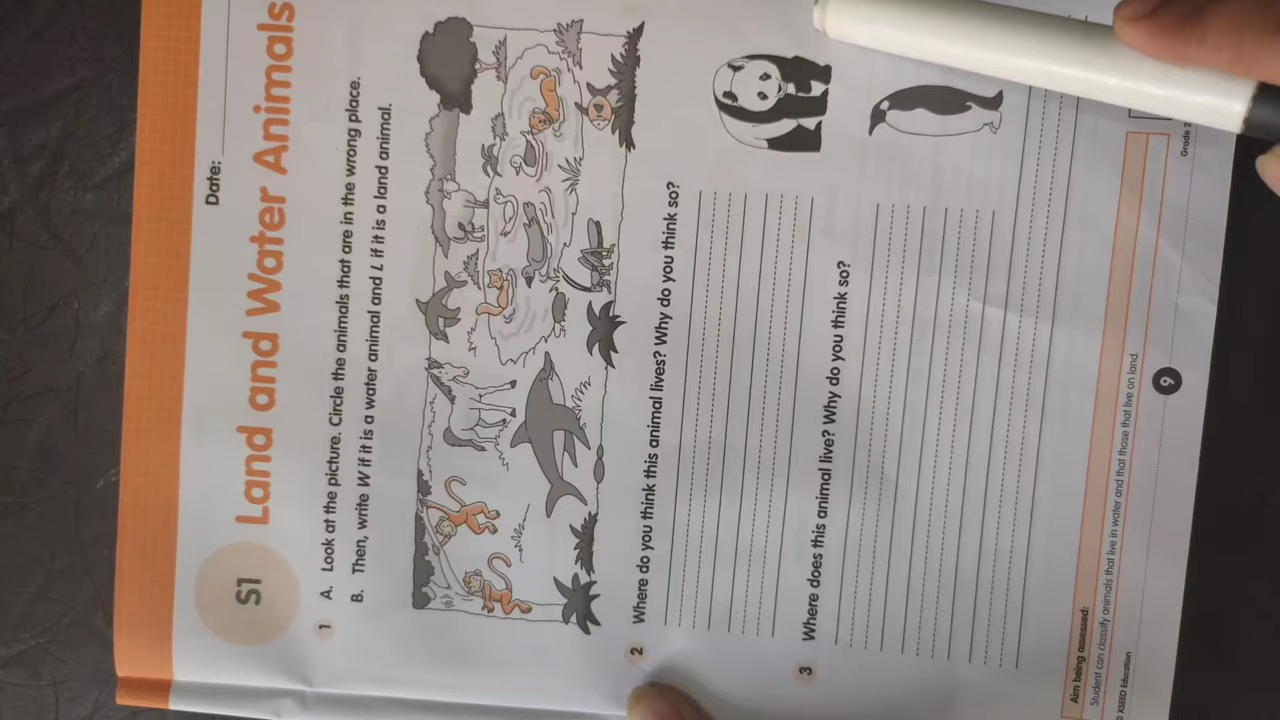 Date:
S1
Land and Water Animals
1 A. Look at the picture. Circle the animals that are in the wrong place.
B. Then, write W if it is a water animal and L if it is a land animal.
2 Where do you think this animal lives? Why do you think so?
3 Where does this animal live? Why do you think so?
Aim being assessed:
Student can classify animals that live in water and that those that live on land.
© XSEED Education
9
Grade 2